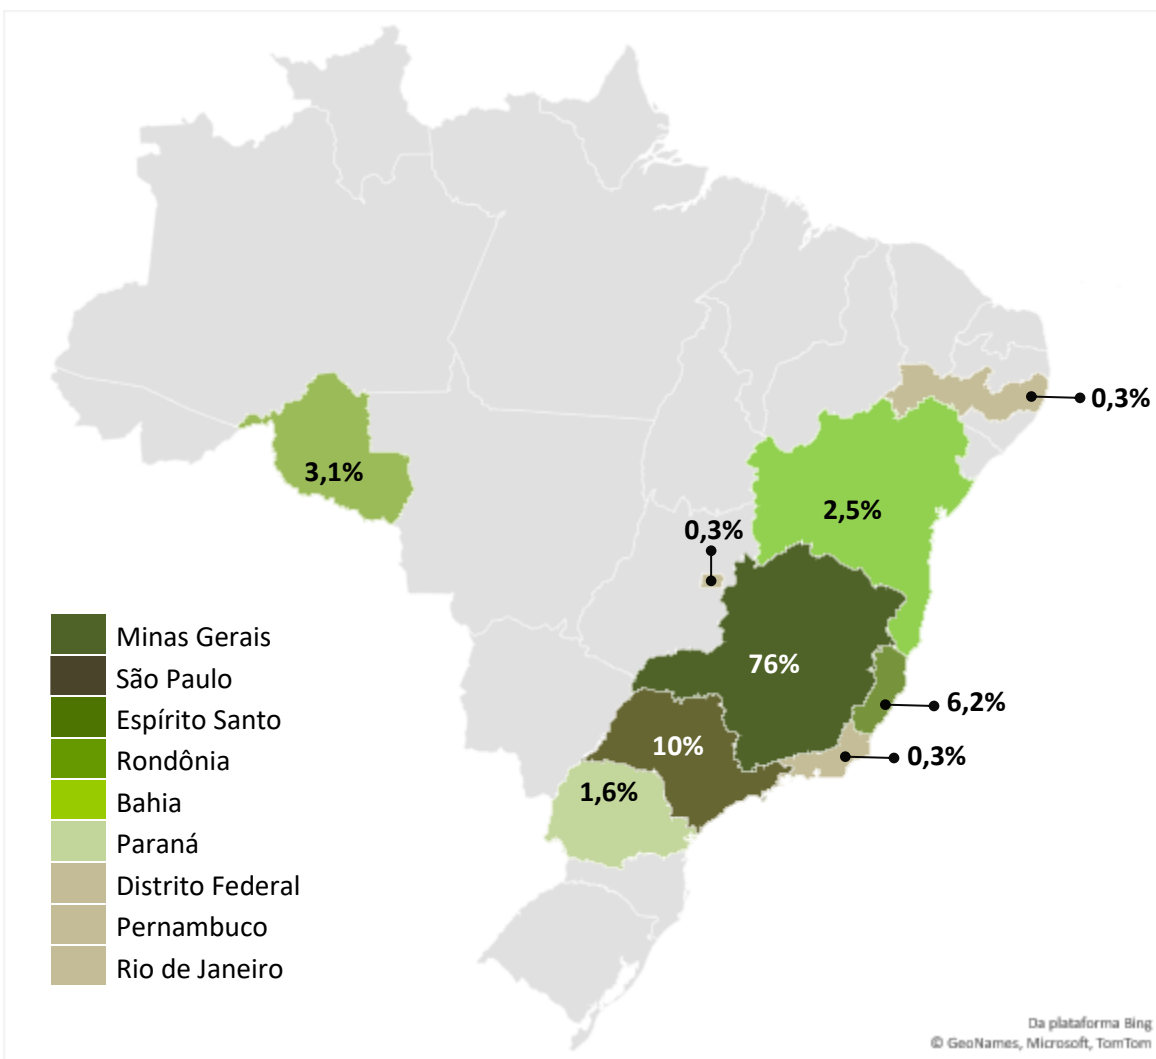 0,3%
3,1%
2,5%
0,3%
76%
6,2%
10%
0,3%
1,6%
Minas Gerais
São Paulo
Espírito Santo
Rondônia
Bahia
Paraná
Distrito Federal
Pernambuco
Rio de Janeiro
Da plataforma Bing
© GeoNames, Microsoft, TomTom